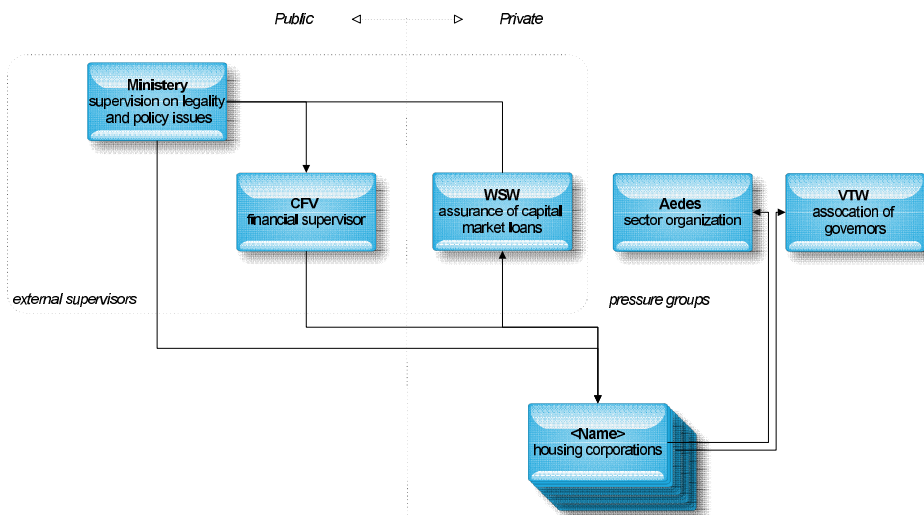 Public
Private
Ministery
supervision on legality
and policy issues
CFV
financial supervisor
WSW
assurance of capital
market loans
Aedes
sector organization
VTW
assocation of
governors
external supervisors
pressure groups
<Name>
housing corporations